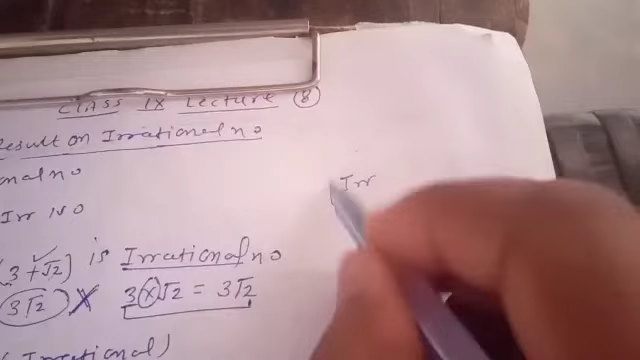 CLASS IX Lecture (8)
Result on Irrational no
nal no
Irr no
Irr
(3+√2) is Irrational no
3√2 X 3(x)√2 = 3√2
(Irrational)